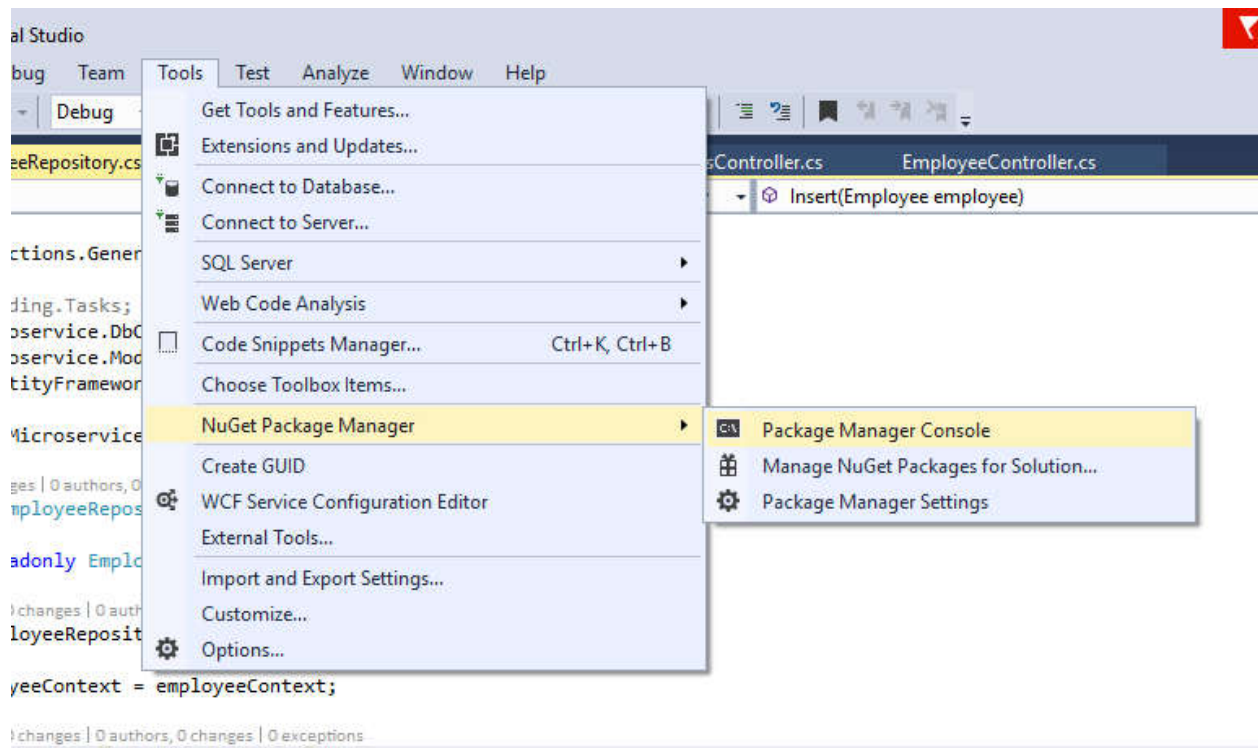 al Studio
bug Team Tools Test Analyze Window Help
Debug
Get Tools and Features...
Extensions and Updates...
eeRepository.cs
sController.cs EmployeeController.cs
Connect to Database...
Insert(Employee employee)
Connect to Server...
ctions.Gener
SQL Server
ding.Tasks;
Web Code Analysis
oservice.DbC
oservice.Mod
Code Snippets Manager... Ctrl+K, Ctrl+B
tityFramewor
Choose Toolbox Items...
Microservice
NuGet Package Manager
Package Manager Console
Create GUID
Manage NuGet Packages for Solution...
ges | 0 authors, 0
mployeeRepos
WCF Service Configuration Editor
Package Manager Settings
External Tools...
adonly Emplo
Import and Export Settings...
changes | 0 auth
Customize...
loyeeReposit
Options...
yeeContext = employeeContext;
changes | 0 authors, 0 changes | 0 exceptions